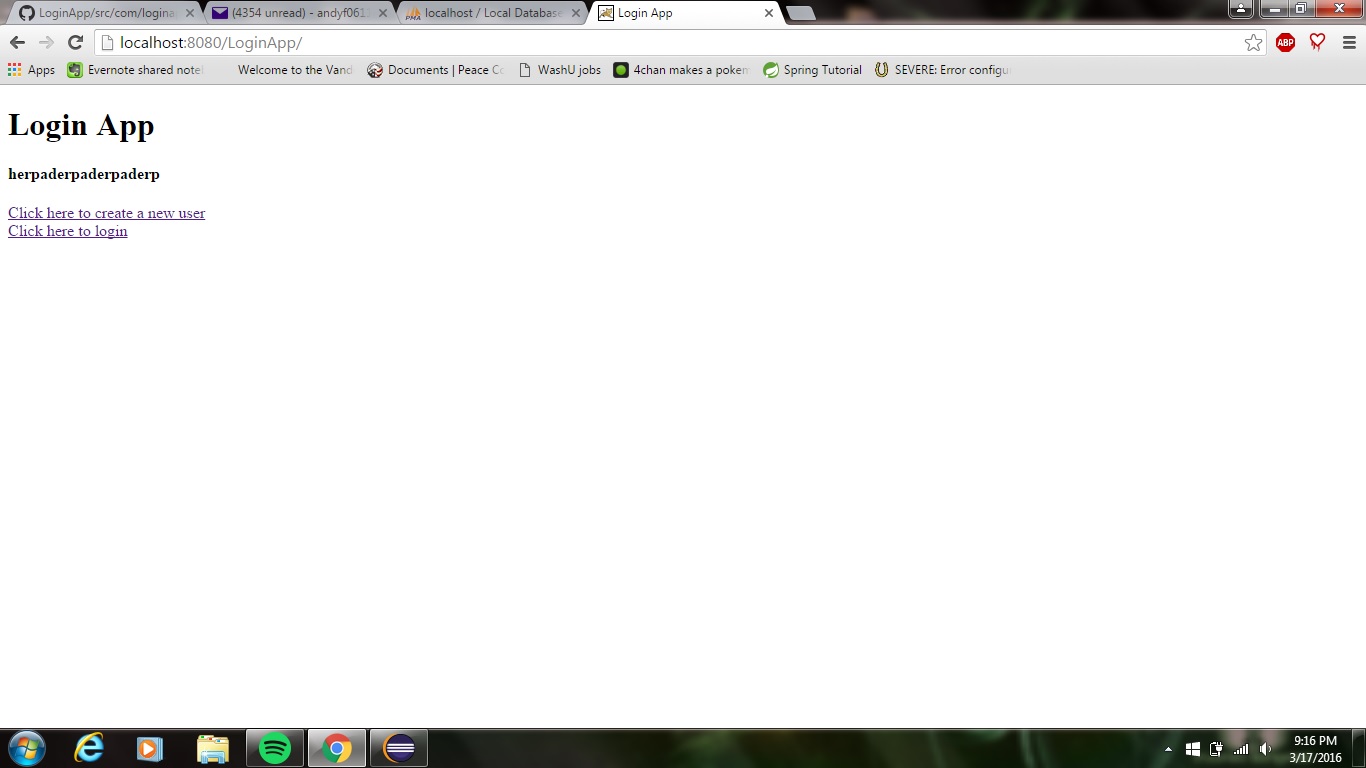 LoginApp/src/com/logina
(4354 unread) - andyf061
localhost / Local Database
Login App
localhost:8080/LoginApp/
ABP
Apps
Evernote shared note
Welcome to the Vand
Documents | Peace Co
WashU jobs
4chan makes a pokem
Spring Tutorial
SEVERE: Error configu
Login App
herpaderpaderpaderp
Click here to create a new user
Click here to login
9:16 PM
3/17/2016